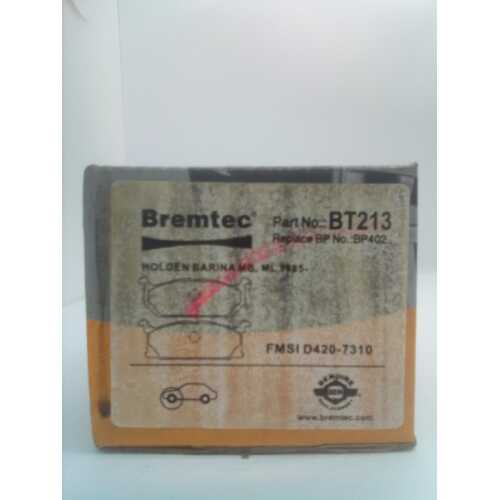 Bremtec®
Part No.: BT213
Replace BP No.: BP402
HOLDEN BARINA MB, ML 1985-
FMSI D420-7310
GENUINE
www.bremtec.com